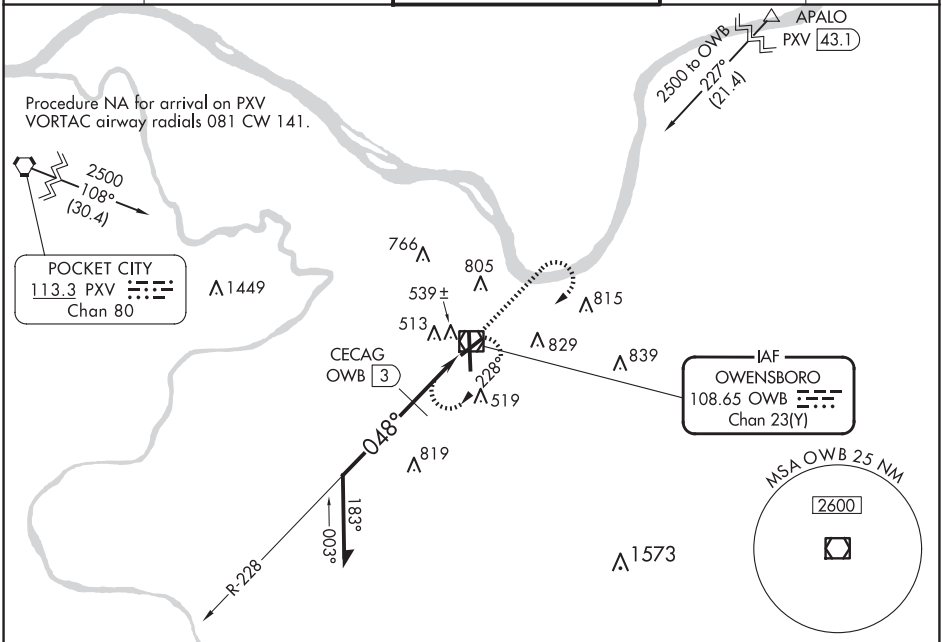 APALO
PXV 43.1
2500 to OWB
227°
(21.4)
Procedure NA for arrival on PXV
VORTAC airway radials 081 CW 141.
2500
108°
(30.4)
POCKET CITY
113.3 PXV
Chan 80
1449
766
805
539±
513
815
829
839
CECAG
OWB 3
228°
519
IAF
OWENSBORO
108.65 OWB
Chan 23(Y)
048°
819
183°
003°
R-228
1573
MSA OWB 25 NM
2600